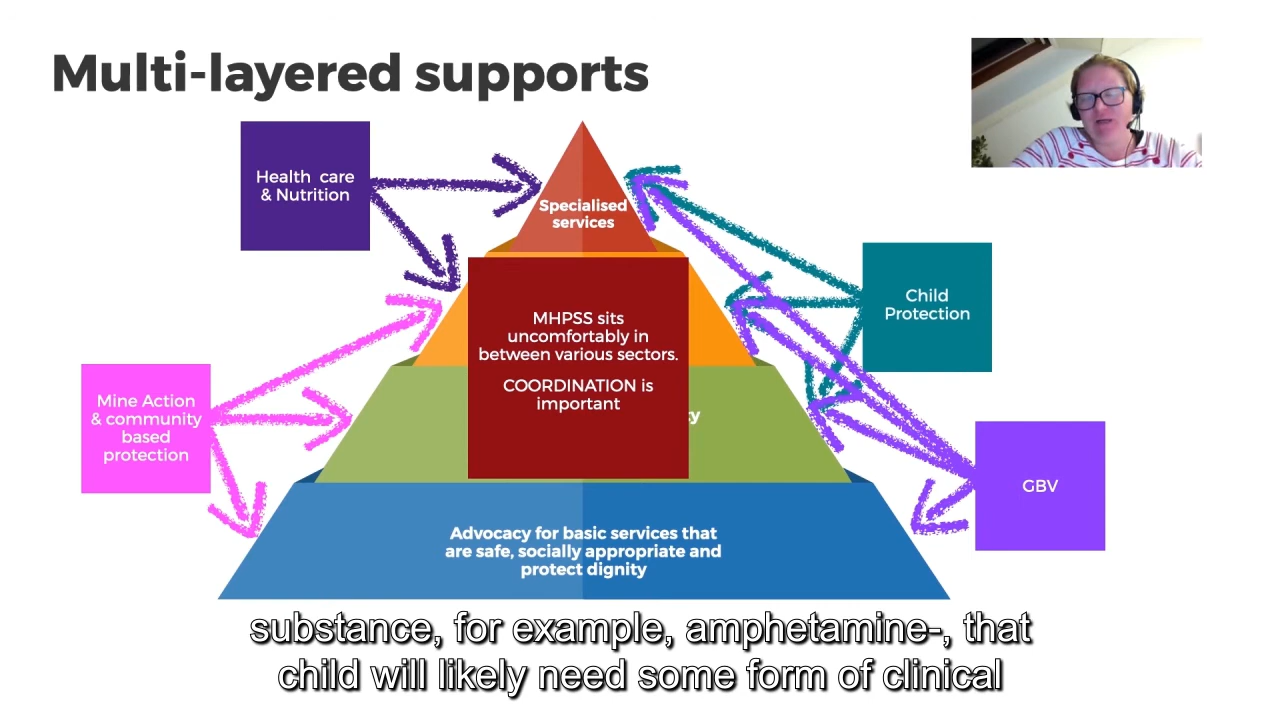 Multi-layered supports
Health care
& Nutrition
Specialised
services
MHPSS sits
uncomfortably in
between various sectors.
COORDINATION is
important
Child
Protection
Mine Action
& community
based
protection
GBV
Advocacy for basic services that
are safe, socially appropriate and
protect dignity
substance, for example, amphetamine-, that
child will likely need some form of clinical